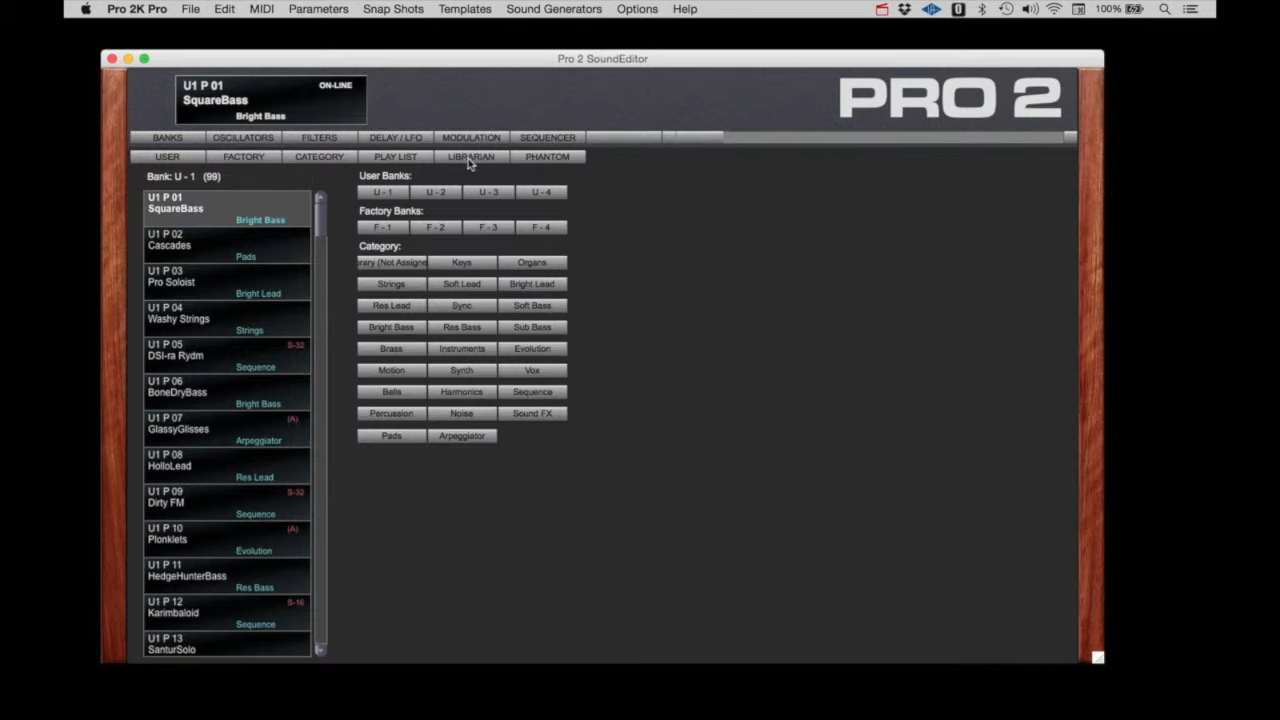 Pro 2K Pro File Edit MIDI Parameters Snap Shots Templates Sound Generators Options Help 100%
Pro 2 SoundEditor
U1 P 01 ON-LINE
SquareBass
Bright Bass
PRO 2
BANKS OSCILLATORS FILTERS DELAY / LFO MODULATION SEQUENCER
USER FACTORY CATEGORY PLAY LIST LIBRARIAN PHANTOM
Bank: U - 1 (99)
U1 P 01
SquareBass
Bright Bass
U1 P 02
Cascades
Pads
U1 P 03
Pro Soloist
Bright Lead
U1 P 04
Washy Strings
Strings
U1 P 05 S-32
DSI-ra Rydm
Sequence
U1 P 06
BoneDryBass
Bright Bass
U1 P 07 (A)
GlassyGlisses
Arpeggiator
U1 P 08
HolloLead
Res Lead
U1 P 09 S-32
Dirty FM
Sequence
U1 P 10 (A)
Plonklets
Evolution
U1 P 11
HedgeHunterBass
Res Bass
U1 P 12 S-16
Karimbaloid
Sequence
U1 P 13
SanturSolo
User Banks:
U - 1 U - 2 U - 3 U - 4
Factory Banks:
F - 1 F - 2 F - 3 F - 4
Category:
orary (Not Assigne Keys Organs
Strings Soft Lead Bright Lead
Res Lead Sync Soft Bass
Bright Bass Res Bass Sub Bass
Brass Instruments Evolution
Motion Synth Vox
Bells Harmonics Sequence
Percussion Noise Sound FX
Pads Arpeggiator